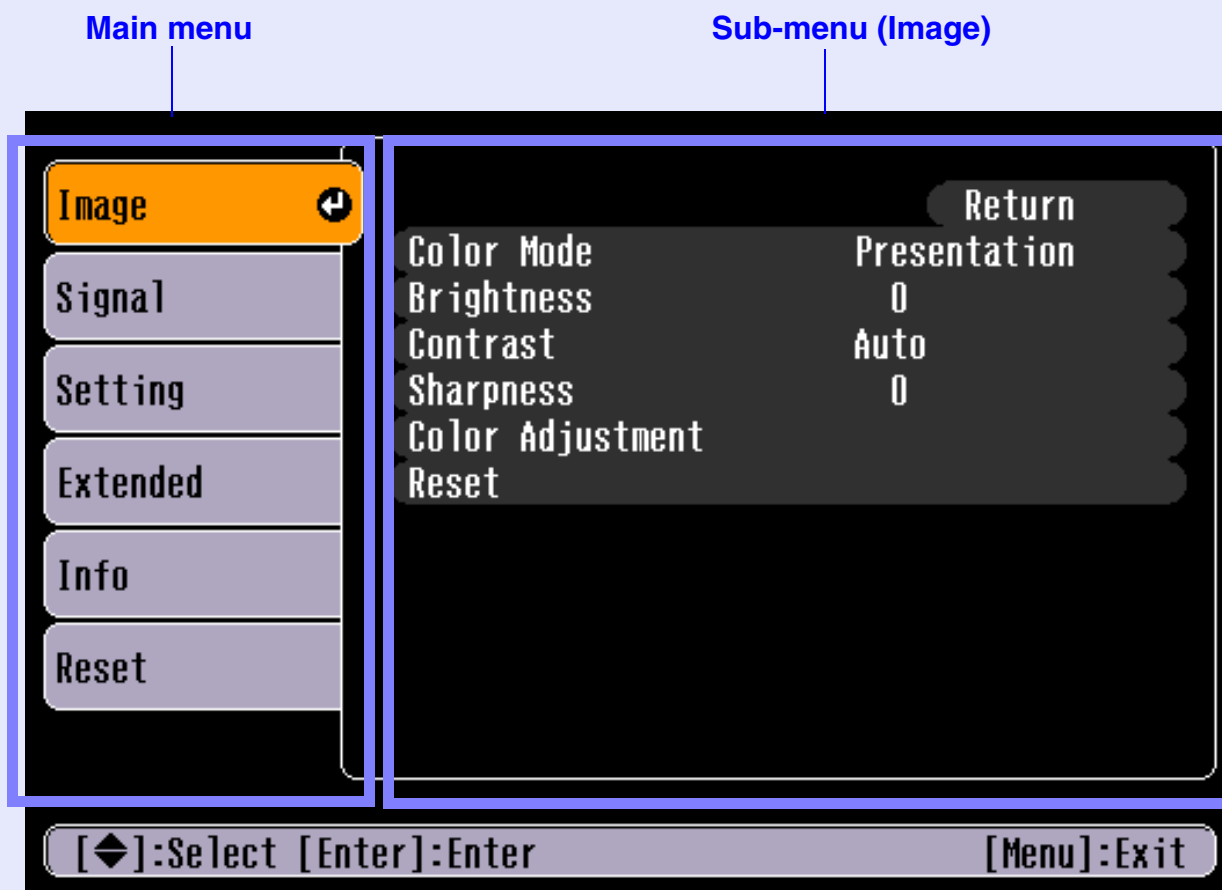 Main menu
Sub-menu (Image)
Image
Signal
Setting
Extended
Info
Reset
Return
Color Mode Presentation
Brightness 0
Contrast Auto
Sharpness 0
Color Adjustment
Reset
[◆]:Select [Enter]:Enter [Menu]:Exit